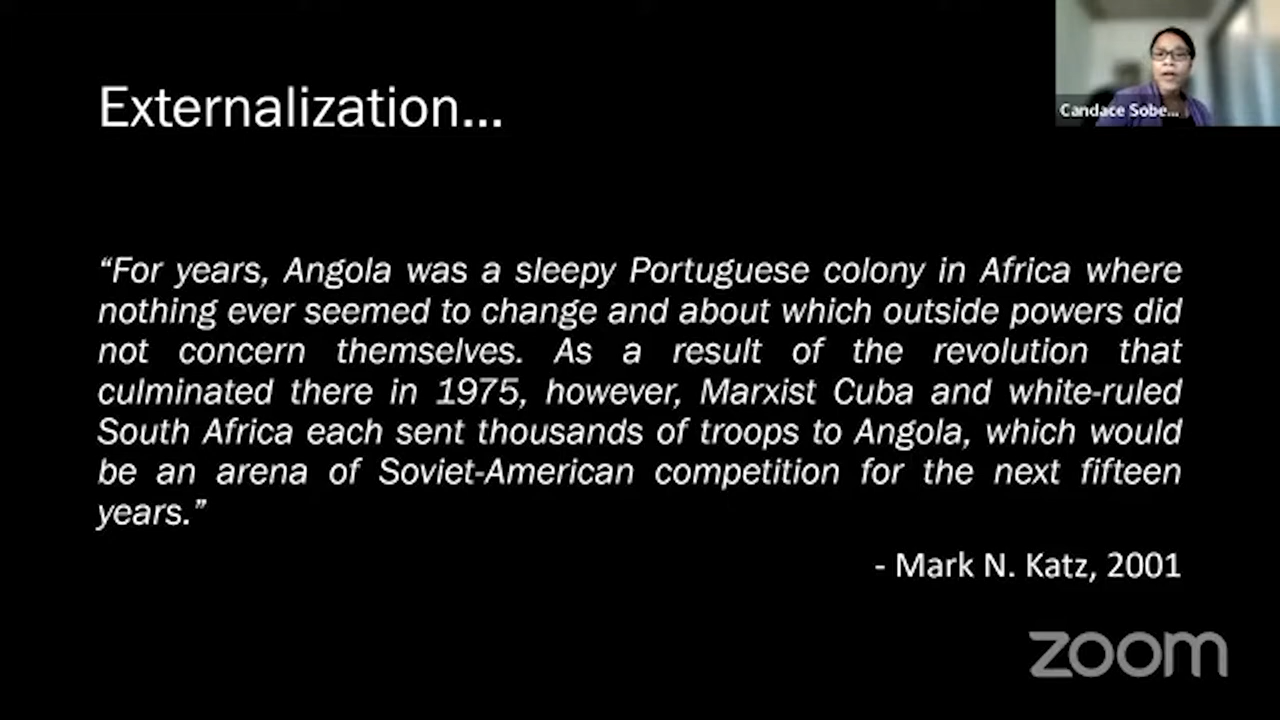 Externalization...
Candace Sobe...
“For years, Angola was a sleepy Portuguese colony in Africa where
nothing ever seemed to change and about which outside powers did
not concern themselves. As a result of the revolution that
culminated there in 1975, however, Marxist Cuba and white-ruled
South Africa each sent thousands of troops to Angola, which would
be an arena of Soviet-American competition for the next fifteen
years.”
- Mark N. Katz, 2001
zoom